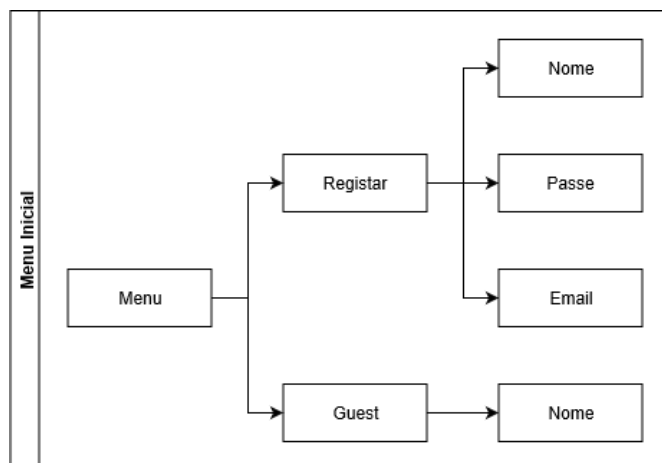 Menu Inicial
Menu
Registar
Nome
Passe
Email
Guest
Nome